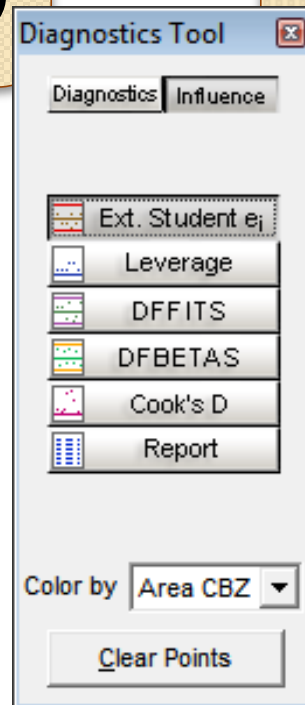 Diagnostics Tool
Diagnostics Influence
Ext. Student ei
Leverage
DFFITS
DFBETAS
Cook's D
Report
Color by Area CBZ
Clear Points